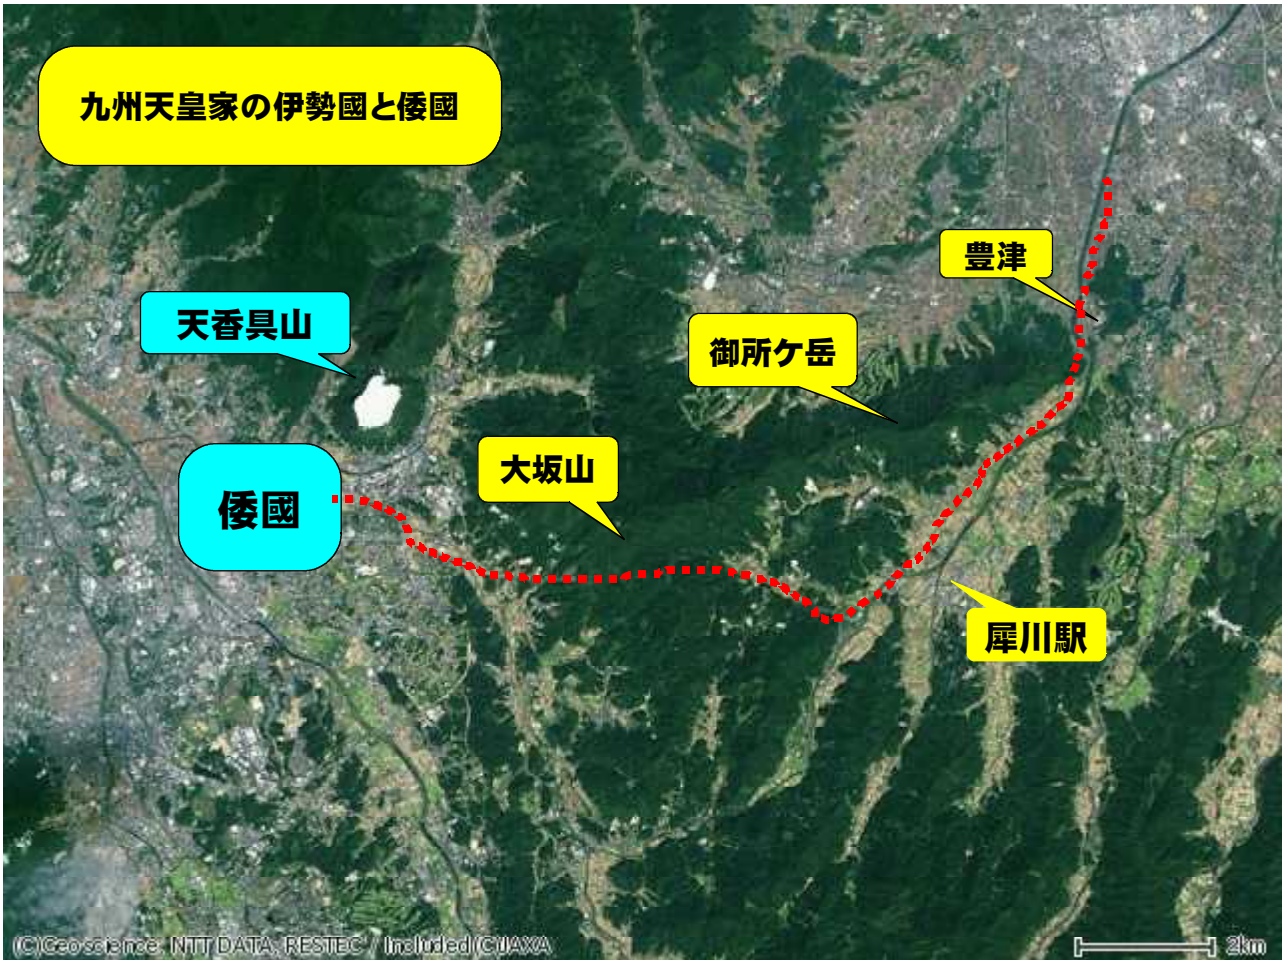 九州天皇家の伊勢國と倭國
豊津
天香具山
御所ケ岳
大坂山
倭國
犀川駅
(C)Geoscience, NTT DATA, RESTEC / Included(C)JAXA
2km